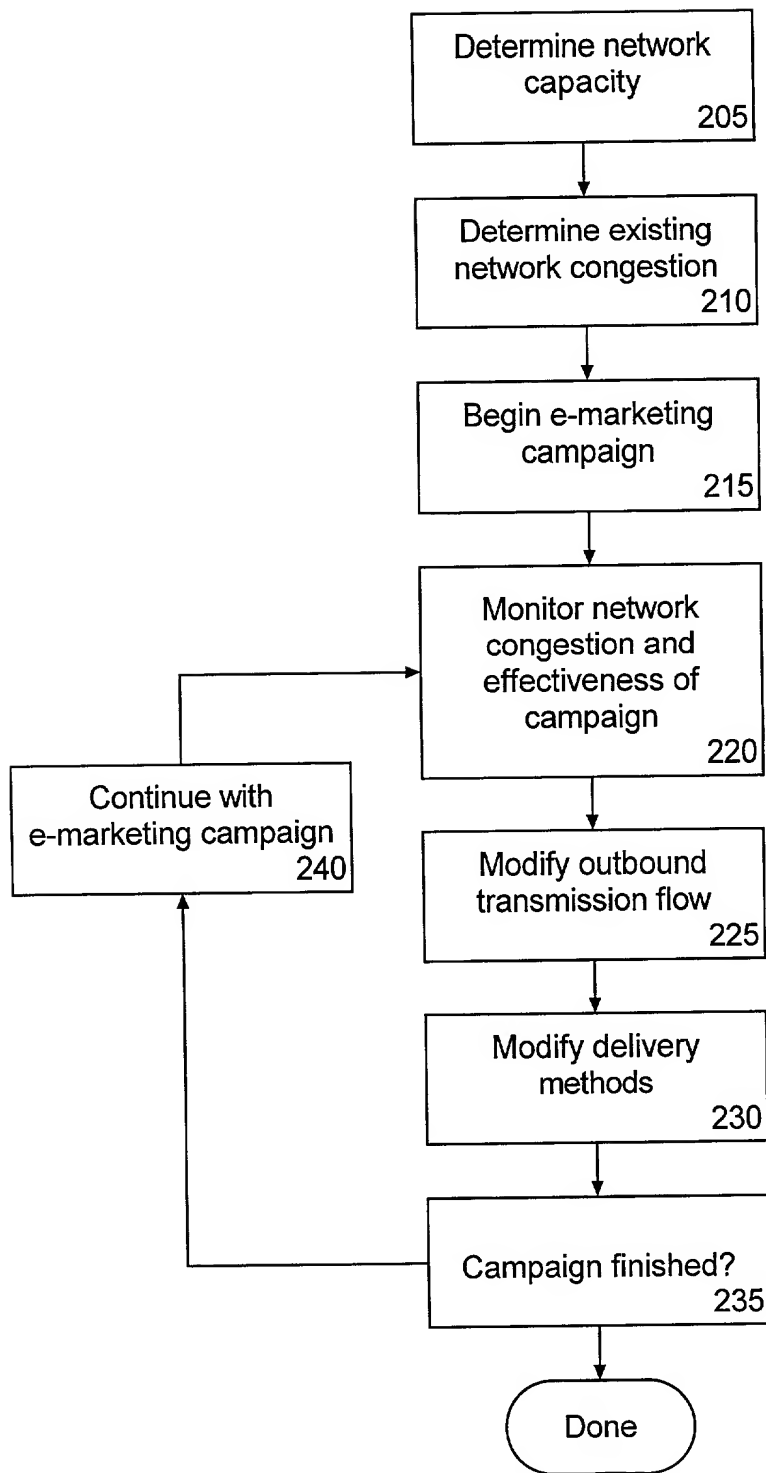 Determine network
capacity
205
Determine existing
network congestion
210
Begin e-marketing
campaign
215
Monitor network
congestion and
effectiveness of
campaign
220
Continue with
e-marketing campaign
240
Modify outbound
transmission flow
225
Modify delivery
methods
230
Campaign finished?
235
Done